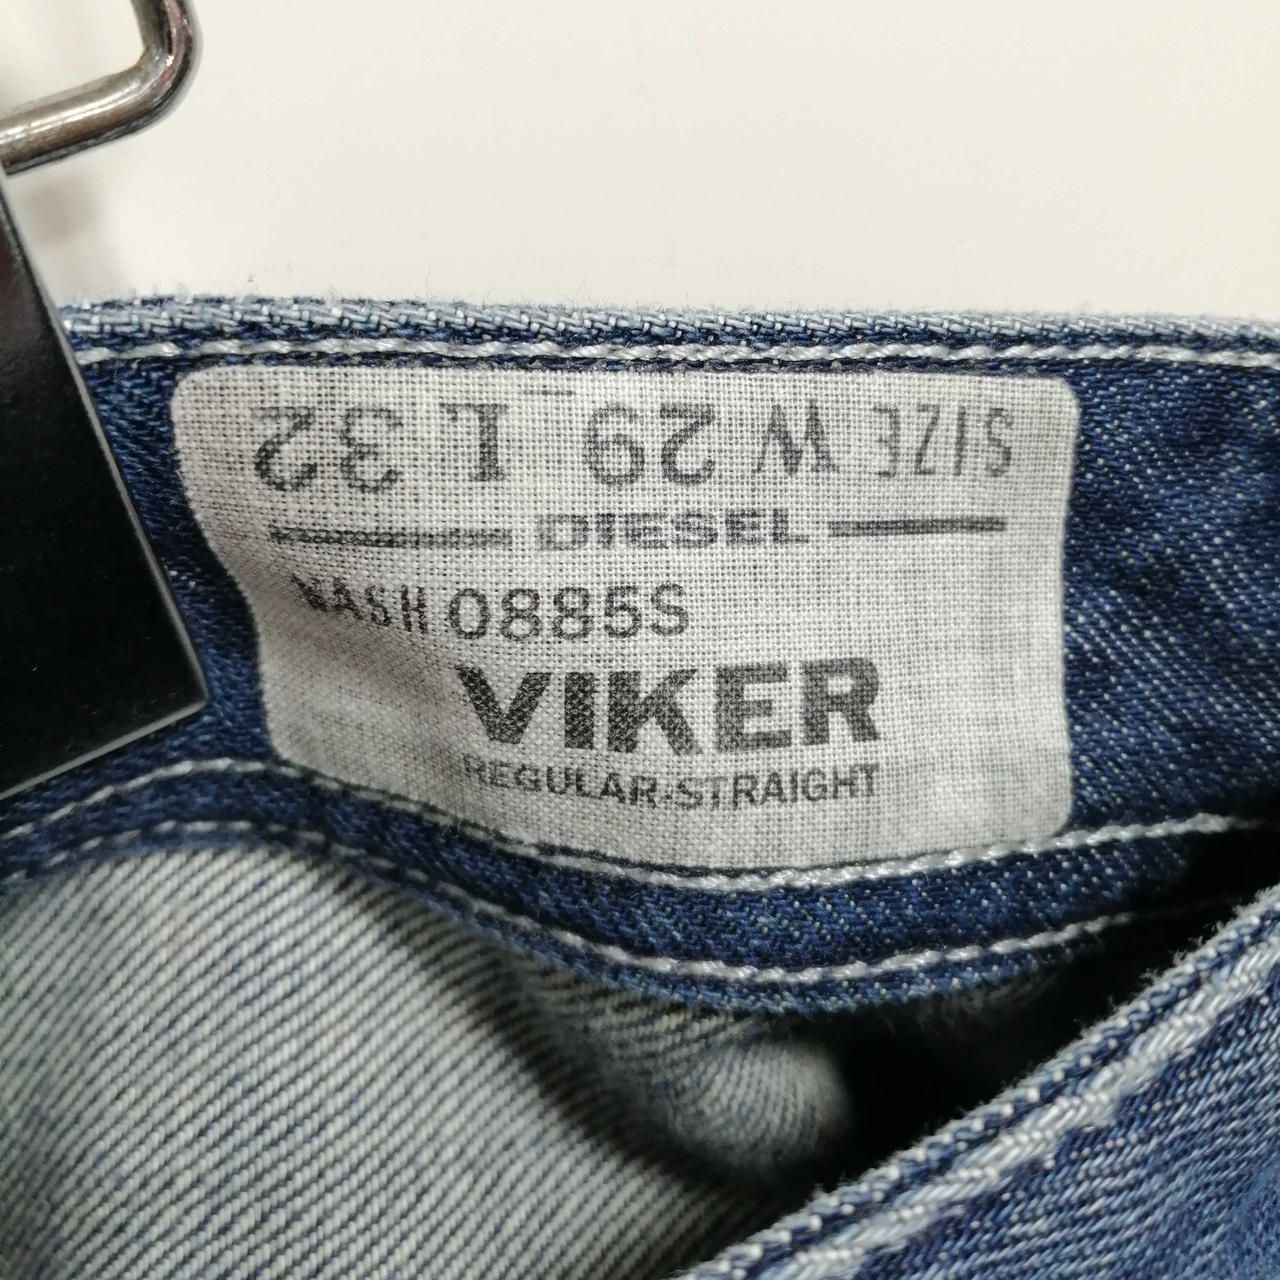 SIZE W 29 L 32
DIESEL
WASH 0885S
VIKER
REGULAR-STRAIGHT